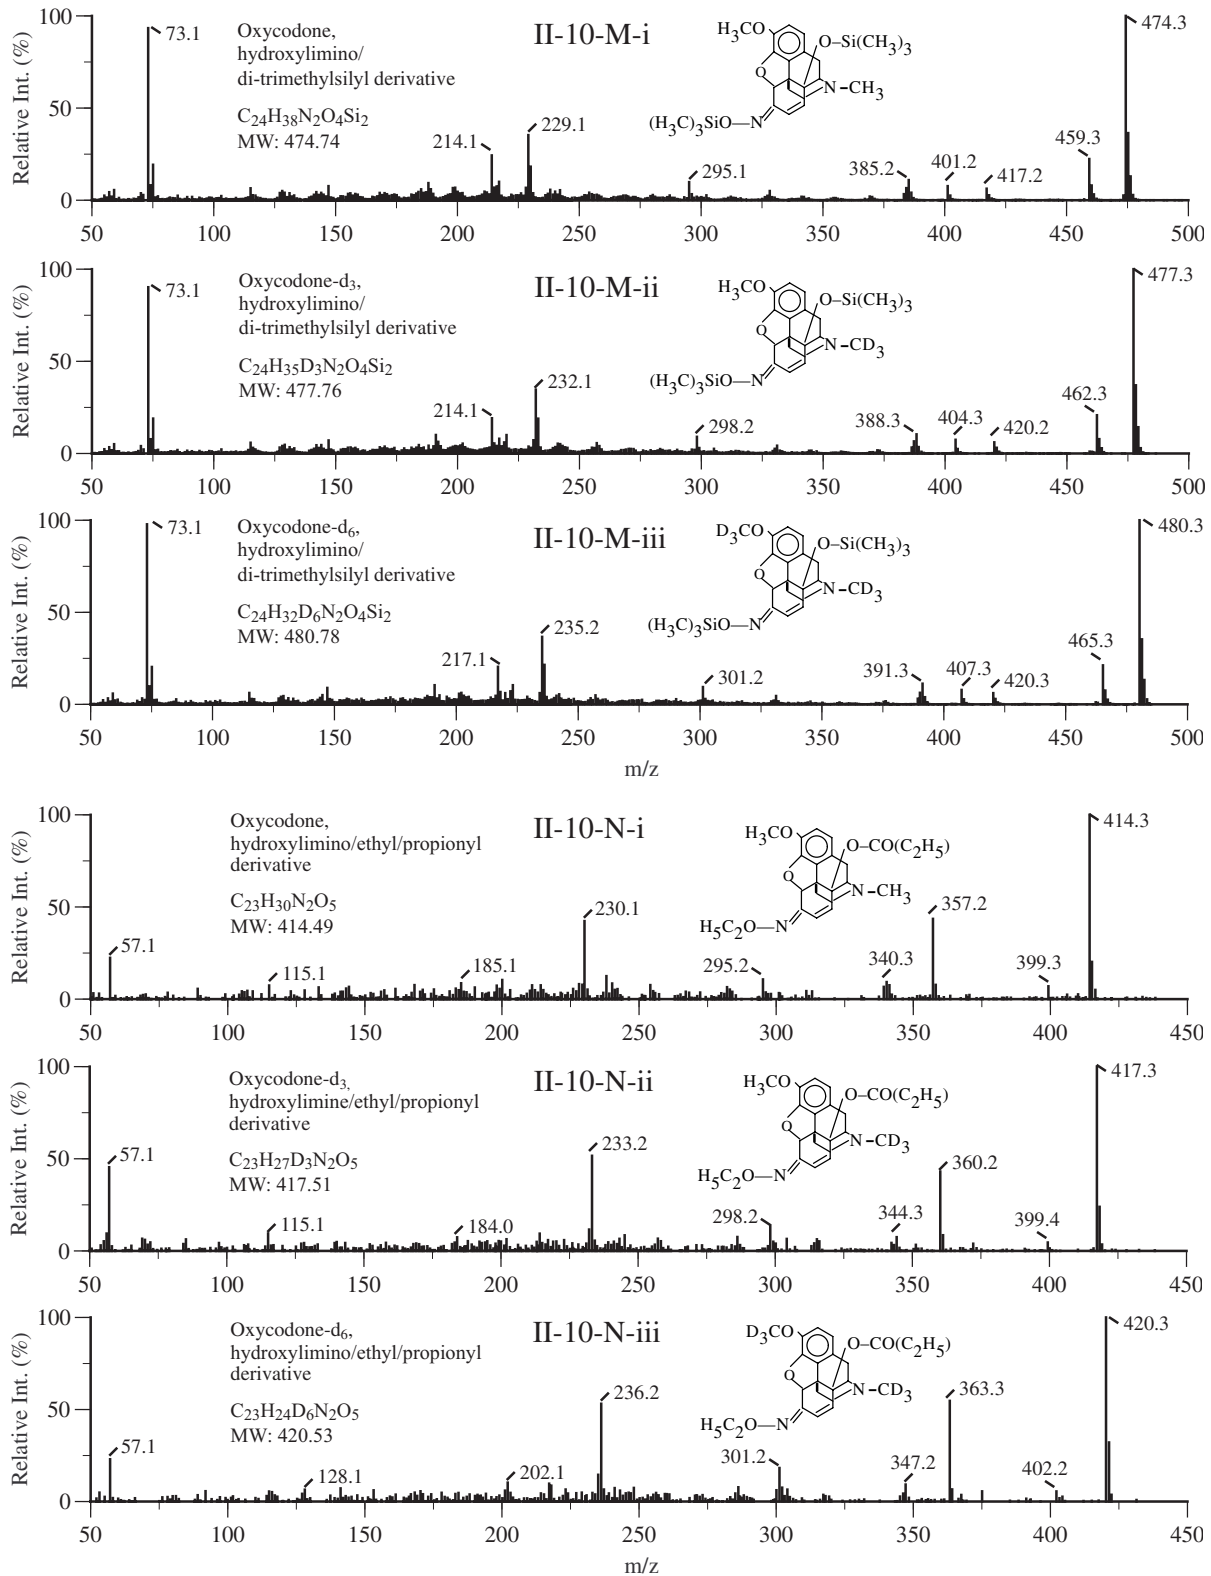 Relative Int. (%)
100
50
0
73.1
Oxycodone,
hydroxylimino/
di-trimethylsilyl derivative
C24H38N2O4Si2
MW: 474.74
II-10-M-i
H3CO
O–Si(CH3)3
O
N–CH3
(H3C)3SiO–N
214.1
229.1
295.1
385.2
401.2
417.2
459.3
474.3
50 100 150 200 250 300 350 400 450 500
Relative Int. (%)
100
50
0
73.1
Oxycodone-d3,
hydroxylimino/
di-trimethylsilyl derivative
C24H35D3N2O4Si2
MW: 477.76
II-10-M-ii
H3CO
O–Si(CH3)3
O
N–CD3
(H3C)3SiO–N
214.1
232.1
298.2
388.3
404.3
420.2
462.3
477.3
50 100 150 200 250 300 350 400 450 500
Relative Int. (%)
100
50
0
73.1
Oxycodone-d6,
hydroxylimino/
di-trimethylsilyl derivative
C24H32D6N2O4Si2
MW: 480.78
II-10-M-iii
D3CO
O–Si(CH3)3
O
N–CD3
(H3C)3SiO–N
217.1
235.2
301.2
391.3
407.3
420.3
465.3
480.3
50 100 150 200 250 300 350 400 450 500
m/z
Relative Int. (%)
100
50
0
57.1
115.1
Oxycodone,
hydroxylimino/ethyl/propionyl
derivative
C23H30N2O5
MW: 414.49
II-10-N-i
H3CO
O–CO(C2H5)
O
N–CH3
H5C2O–N
185.1
230.1
295.2
340.3
357.2
399.3
414.3
50 100 150 200 250 300 350 400 450
Relative Int. (%)
100
50
0
57.1
115.1
Oxycodone-d3,
hydroxylimine/ethyl/propionyl
derivative
C23H27D3N2O5
MW: 417.51
II-10-N-ii
H3CO
O–CO(C2H5)
O
N–CD3
H5C2O–N
184.0
233.2
298.2
344.3
360.2
399.4
417.3
50 100 150 200 250 300 350 400 450
Relative Int. (%)
100
50
0
57.1
128.1
Oxycodone-d6,
hydroxylimino/ethyl/propionyl
derivative
C23H24D6N2O5
MW: 420.53
II-10-N-iii
D3CO
O–CO(C2H5)
O
N–CD3
H5C2O–N
202.1
236.2
301.2
347.2
363.3
402.2
420.3
50 100 150 200 250 300 350 400 450
m/z